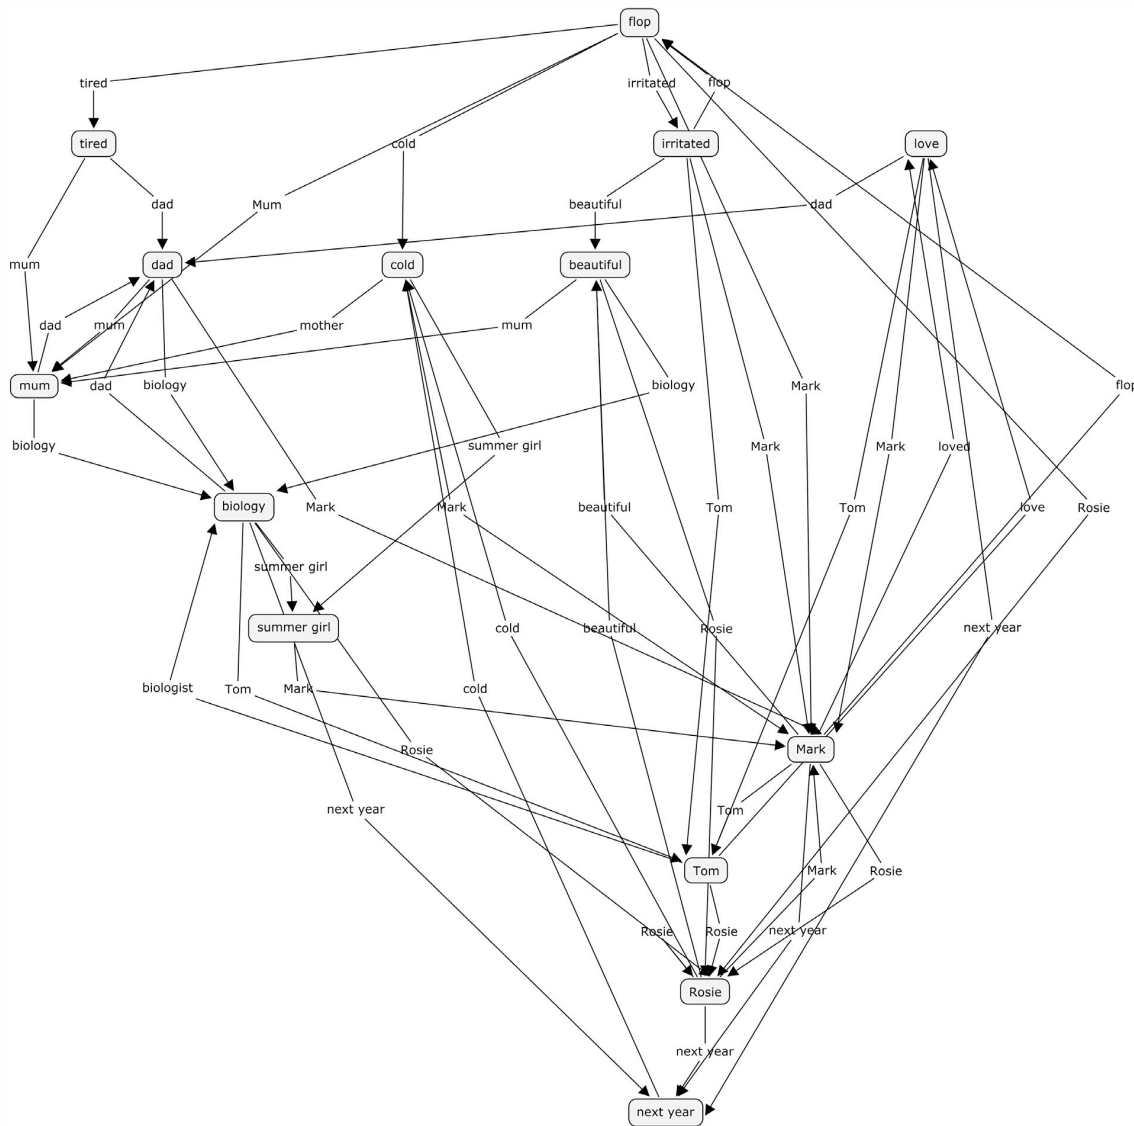 flop
tired
irritated
flop
tired
cold
irritated
love
dad
Mum
beautiful
dad
mum
dad
cold
beautiful
dad
mum
mother
mum
mum
dad
biology
biology
Mark
flop
biology
summer girl
Mark
Mark
loved
biology
Mark
Mark
beautiful
Tom
Tom
love
Rosie
summer girl
summer girl
cold
beautiful
Rosie
next year
biologist
Tom
Mark
cold
Rosie
Mark
next year
Tom
Tom
Mark
Rosie
Rosie
Rosie
next year
Rosie
next year
next year